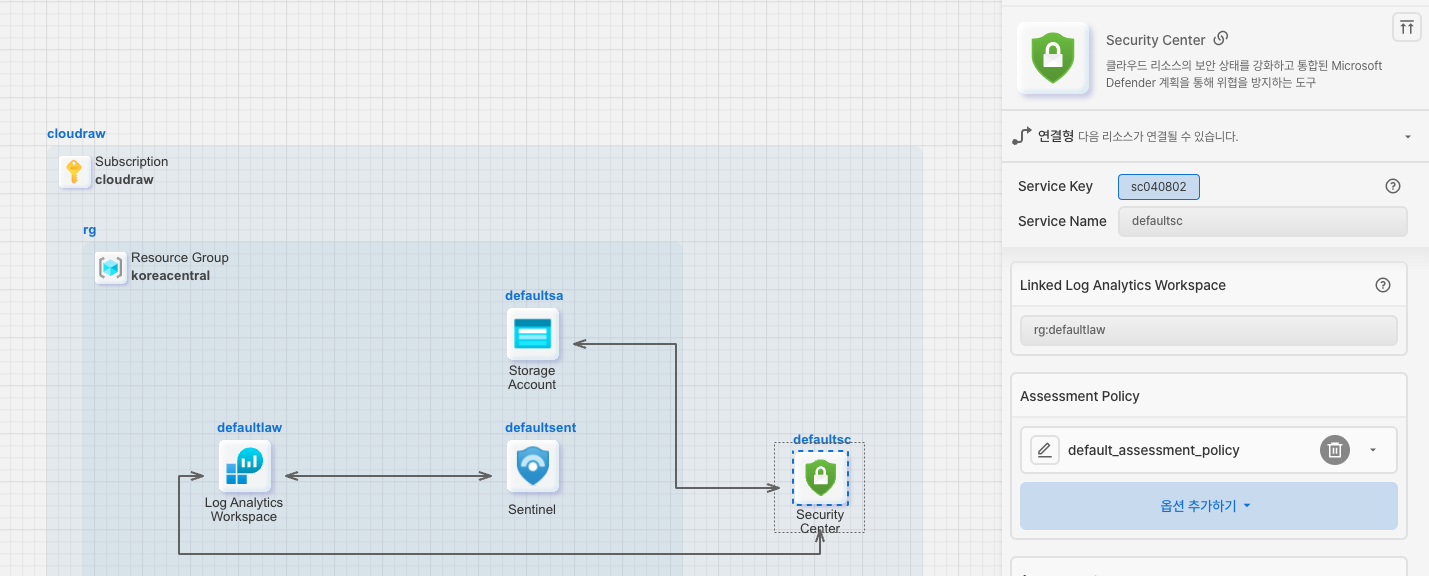 cloudraw
Subscription
cloudraw
rg
Resource Group
koreacentral
defaultsa
Storage
Account
defaultlaw
Log Analytics
Workspace
defaultsent
Sentinel
defaultsc
Security
Center
Security Center
클라우드 리소스의 보안 상태를 강화하고 통합된 Microsoft
Defender 계획을 통해 위협을 방지하는 도구
연결형 다음 리소스가 연결될 수 있습니다.
Service Key sc040802
Service Name defaultsc
Linked Log Analytics Workspace
rg:defaultlaw
Assessment Policy
default_assessment_policy
옵션 추가하기